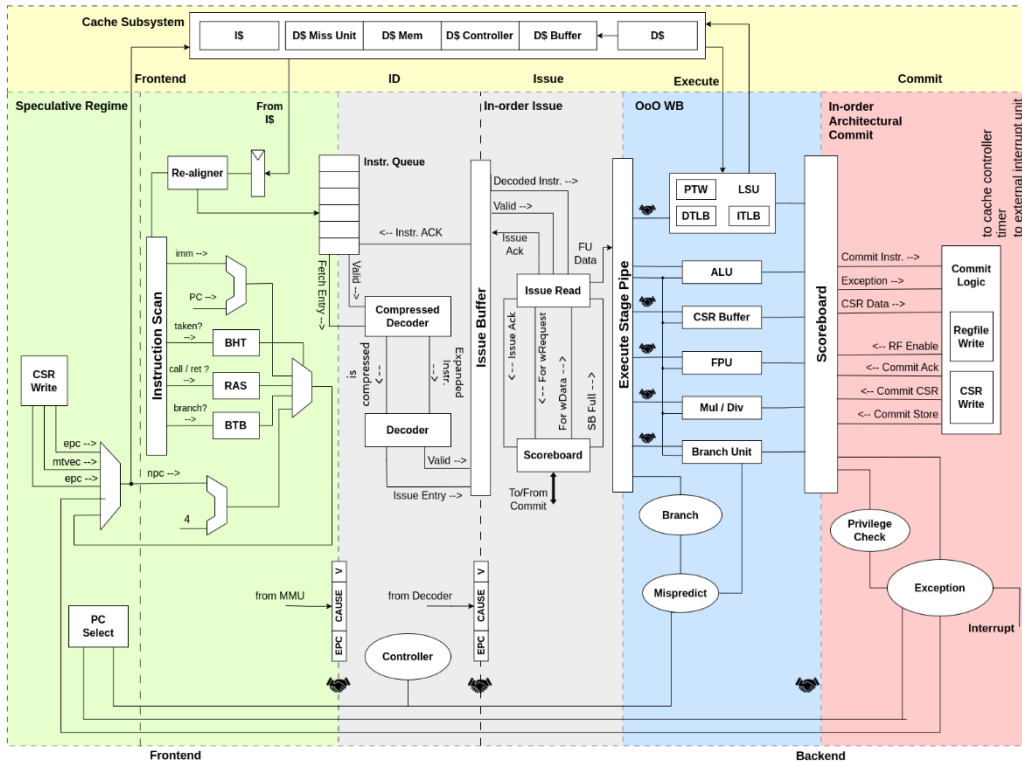 Cache Subsystem
I$
D$ Miss Unit
D$ Mem
D$ Controller
D$ Buffer
D$
Frontend
ID
Issue
Execute
Commit
Speculative Regime
From
I$
In-order Issue
OoO WB
In-order
Architectural
Commit
to cache controller
timer
to external interrupt unit
Re-aligner
Instr. Queue
Decoded Instr. -->
Valid -->
<-- Instr. ACK
Issue
Ack
FU
Data
PTW
LSU
DTLB
ITLB
Instruction Scan
imm -->
PC -->
taken?
-->
BHT
call / ret ?
-->
RAS
branch?
-->
BTB
Fetch Entry -->
Valid -->
Compressed
Decoder
is
compressed
<---
Expanded
Instr.
<---
Decoder
Valid -->
Issue Entry -->
Issue Buffer
Issue Read
<--- Issue Ack
<--- For wRequest
For wData --->
SB Full --->
Scoreboard
To/From
Commit
Execute Stage Pipe
ALU
CSR Buffer
FPU
Mul / Div
Branch Unit
Scoreboard
Commit Instr. -->
Exception -->
CSR Data -->
<-- RF Enable
<-- Commit Ack
<-- Commit CSR
<-- Commit Store
Commit
Logic
Regfile
Write
CSR
Write
CSR
Write
epc -->
mtvec -->
epc -->
npc -->
4
Branch
Mispredict
Privilege
Check
Exception
Interrupt
PC
Select
from MMU
V
CAUSE
EPC
from Decoder
V
CAUSE
EPC
Controller
Frontend
Backend